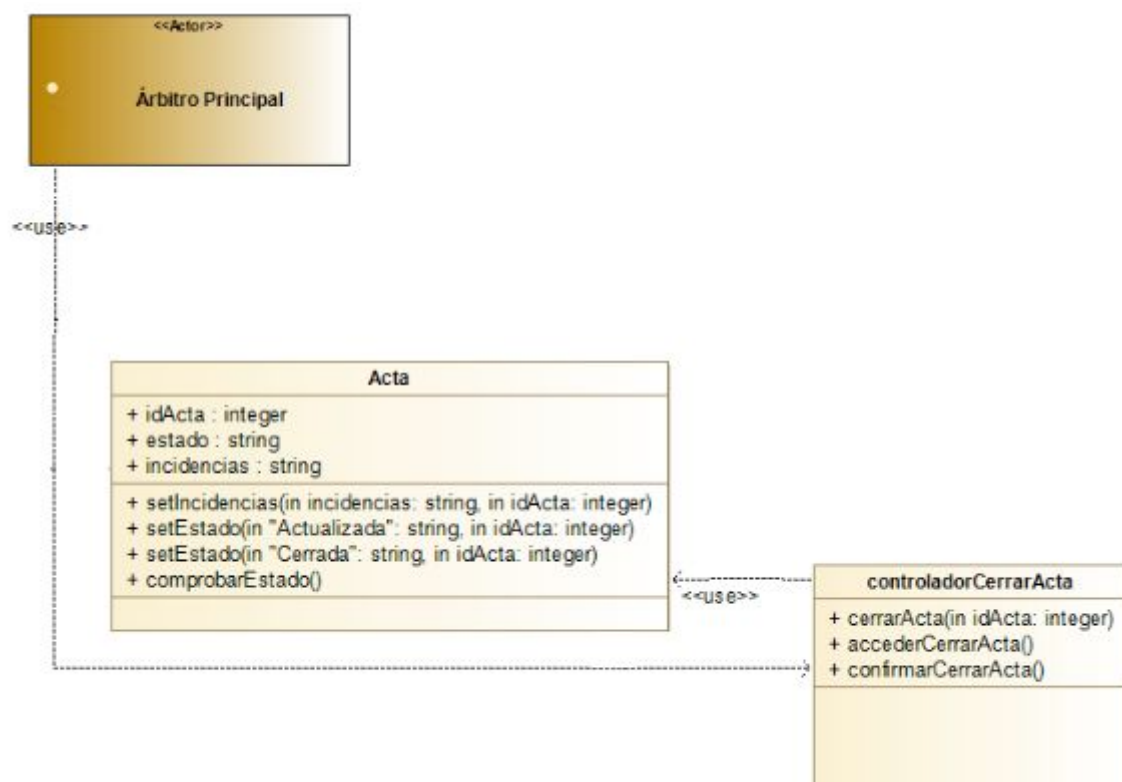 <<Actor>>
Árbitro Principal
<<use>>
Acta
+ idActa : integer
+ estado : string
+ incidencias : string
+ setIncidencias(in incidencias: string, in idActa: integer)
+ setEstado(in "Actualizada": string, in idActa: integer)
+ setEstado(in "Cerrada": string, in idActa: integer)
+ comprobarEstado()
<<use>>
controladorCerrarActa
+ cerrarActa(in idActa: integer)
+ accederCerrarActa()
+ confirmarCerrarActa()